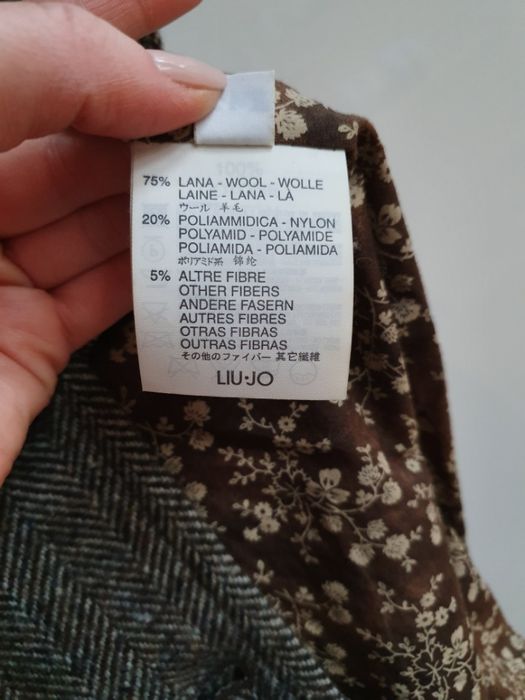 75% LANA - WOOL - WOLLE
LAINE - LANA - LÀ
ウール 羊毛
20% POLIAMMIDICA - NYLON
POLYAMID - POLYAMIDE
POLIAMIDA - POLIAMIDA
ポリアミド系 锦纶
5% ALTRE FIBRE
OTHER FIBERS
ANDERE FASERN
AUTRES FIBRES
OTRAS FIBRAS
OUTRAS FIBRAS
その他のファイバー 其它纖維
LIU·JO